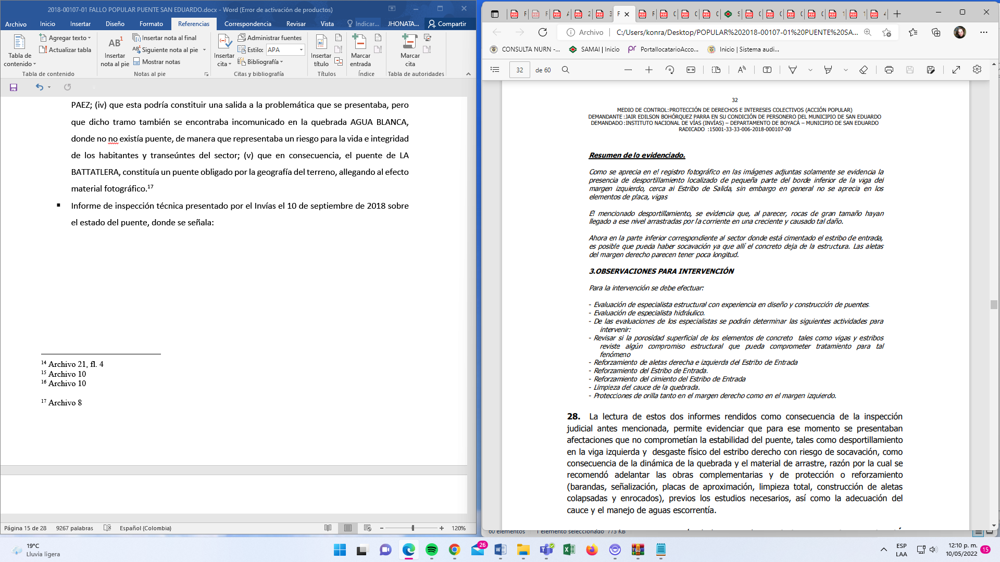 2018-00107-01 FALLO POPULAR PUENTE SAN EDUARDO.docx - Word (Error de activación de productos)
Archivo Inicio Insertar Diseño Formato Referencias Correspondencia Revisar Vista Indicar... JHONATA... Compartir
Tabla de contenido
Agregar texto
Actualizar tabla
Tabla de contenido
AB1
Insertar nota al pie
Insertar nota al final
Siguiente nota al pie
Mostrar notas
Notas al pie
Insertar cita
Administrar fuentes
Estilo: APA
Bibliografía
Citas y bibliografía
Insertar título
Títulos
Marcar entrada
Índice
Marcar cita
Tabla de autoridades
PAEZ; (iv) que esta podría constituir una salida a la problemática que se presentaba, pero
que dicho tramo también se encontraba incomunicado en la quebrada AGUA BLANCA,
donde no no existía puente, de manera que representaba un riesgo para la vida e integridad
de los habitantes y transeúntes del sector; (v) que en consecuencia, el puente de LA
BATTATLERA, constituía un puente obligado por la geografía del terreno, allegando al efecto
material fotográfico.17
▪ Informe de inspección técnica presentado por el Invías el 10 de septiembre de 2018 sobre
el estado del puente, donde se señala:
14 Archivo 21, fl. 4
15 Archivo 10
16 Archivo 10
17 Archivo 8
Página 15 de 28 9267 palabras Español (Colombia) 120%
Archivo C:/Users/konra/Desktop/POPULAR%202018-00107-01%20PUENTE%20SA...
CONSULTA NURN -... SAMAI | Inicio PortallocatarioAcco... Inicio | Sistema audi...
32 de 60
32
MEDIO DE CONTROL:PROTECCIÓN DE DERECHOS E INTERESES COLECTIVOS (ACCIÓN POPULAR)
DEMANDANTE :JAIR EDILSON BOHÓRQUEZ PARRA EN SU CONDICIÓN DE PERSONERO DEL MUNICIPIO DE SAN EDUARDO
DEMANDADO :INSTITUTO NACIONAL DE VÍAS (INVÍAS) – DEPARTAMENTO DE BOYACÁ – MUNICIPIO DE SAN EDUARDO
RADICADO :15001-33-33-006-2018-000107-00
Resumen de lo evidenciado.
Como se aprecia en el registro fotográfico en las imágenes adjuntas solamente se evidencia la
presencia de desportillamiento localizado de pequeña parte del borde inferior de la viga del
margen izquierdo, cerca al Estribo de Salida, sin embargo en general no se aprecia en los
elementos de placa, vigas
El mencionado desportillamiento, se evidencia que, al parecer, rocas de gran tamaño hayan
llegado a ese nivel arrastradas por la corriente en una creciente y causado tal daño.
Ahora en la parte inferior correspondiente al sector donde está cimentado el estribo de entrada,
es posible que pueda haber socavación ya que allí el concreto deja de la estructura. Las aletas
del margen derecho parecen tener poca longitud.
3.OBSERVACIONES PARA INTERVENCIÓN
Para la intervención se debe efectuar:
- Evaluación de especialista estructural con experiencia en diseño y construcción de puentes.
- Evaluación de especialista hidráulico.
- De las evaluaciones de los especialistas se podrán determinar las siguientes actividades para
intervenir:
- Revisar si la porosidad superficial de los elementos de concreto tales como vigas y estribos
reviste algún compromiso estructural que pueda comprometer tratamiento para tal
fenómeno
- Reforzamiento de aletas derecha e izquierda del Estribo de Entrada
- Reforzamiento del Estribo de Entrada.
- Reforzamiento del cimiento del Estribo de Entrada
- Limpieza del cauce de la quebrada.
- Protecciones de orilla tanto en el margen derecho como en el margen izquierdo.
28. La lectura de estos dos informes rendidos como consecuencia de la inspección
judicial antes mencionada, permite evidenciar que para ese momento se presentaban
afectaciones que no comprometían la estabilidad del puente, tales como desportillamiento
en la viga izquierda y desgaste físico del estribo derecho con riesgo de socavación, como
consecuencia de la dinámica de la quebrada y el material de arrastre, razón por la cual se
recomendó adelantar las obras complementarias y de protección o reforzamiento
(barandas, señalización, placas de aproximación, limpieza total, construcción de aletas
colapsadas y enrocados), previos los estudios necesarios, así como la adecuación del
cauce y el manejo de aguas escorrentía.
60 elementos 1 elemento seleccionado 773 KB
19°C
Lluvia ligera
26
ESP
LAA
12:10 p. m.
10/05/2022
15